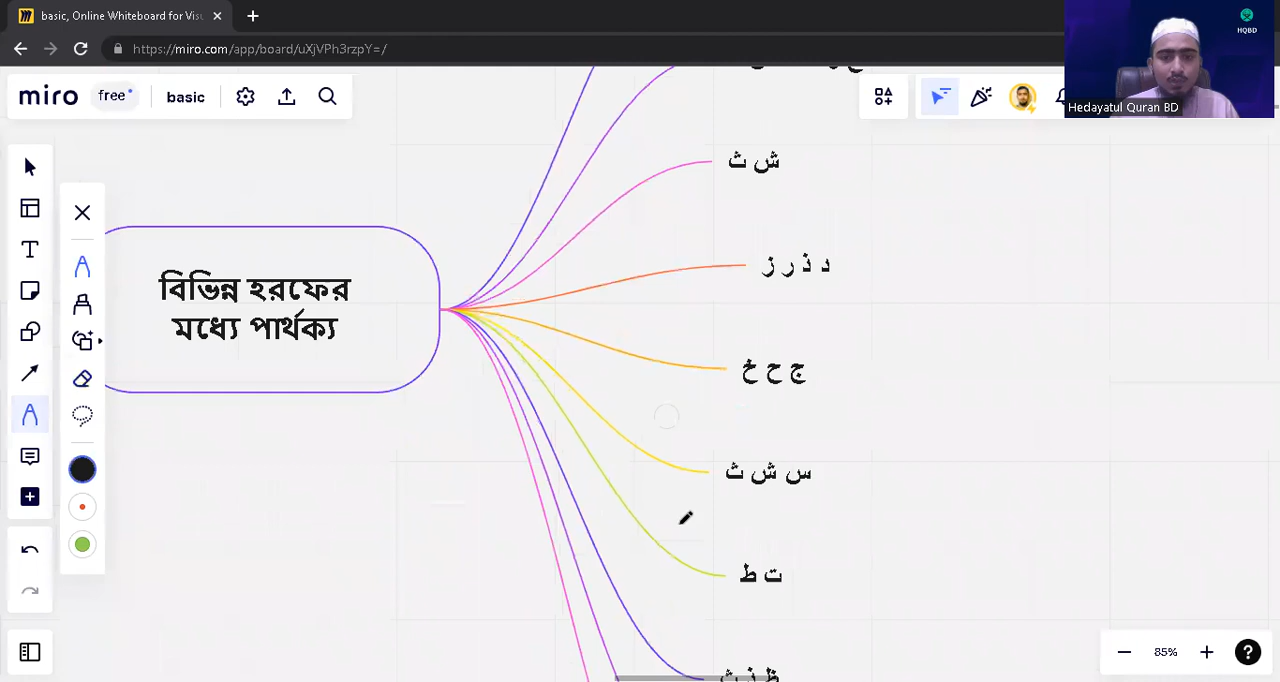 basic, Online Whiteboard for Visu
https://miro.com/app/board/uXjVPh3rzpY=/
HQBD
Hedayatul Quran BD
miro free basic
ش ث
د ذ ر ز
বিভিন্ন হরফের
মধ্যে পার্থক্য
ج ح خ
س ش ث
ت ط
ظ ذ ث
85%